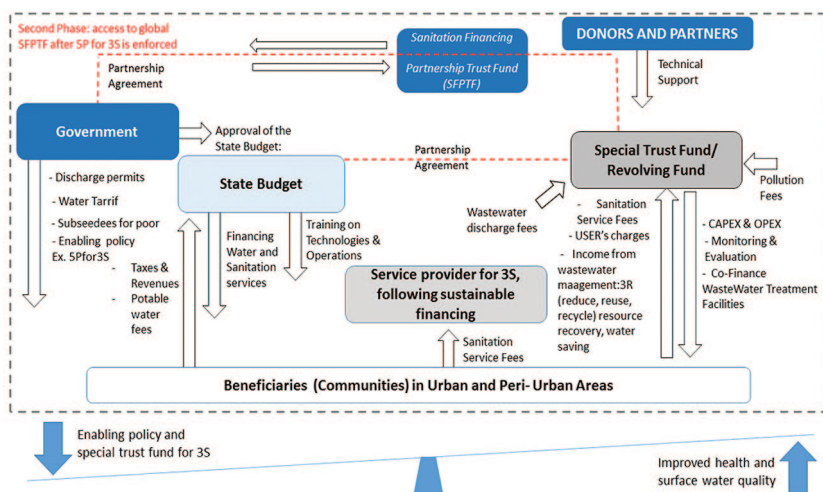 Second Phase: access to global
SFPTF after 5P for 3S is enforced
Sanitation Financing
Partnership Trust Fund
(SFPTF)
DONORS AND PARTNERS
Partnership
Agreement
Technical
Support
Government
Approval of the
State Budget:
Partnership
Agreement
Special Trust Fund/
Revolving Fund
Pollution
Fees
State Budget
- Discharge permits
- Water Tarrif
- Subseedees for poor
- Enabling policy
Ex. 5Pfor3S
- Taxes &
Revenues
- Potable
water
fees
Financing
Water and
Sanitation
services
Training on
Technologies &
Operations
Wastewater
discharge fees
- Sanitation
Service Fees
- USER's charges
- Income from
wastewater
maagement:3R
(reduce, reuse,
recycle) resource
recovery, water
saving
- CAPEX & OPEX
- Monitoring &
Evaluation
- Co-Finance
WasteWater Treatment
Facilities
Service provider for 3S,
following sustainable
financing
Sanitation
Service Fees
Beneficiaries (Communities) in Urban and Peri- Urban Areas
Enabling policy and
special trust fund for 3S
Improved health and
surface water quality